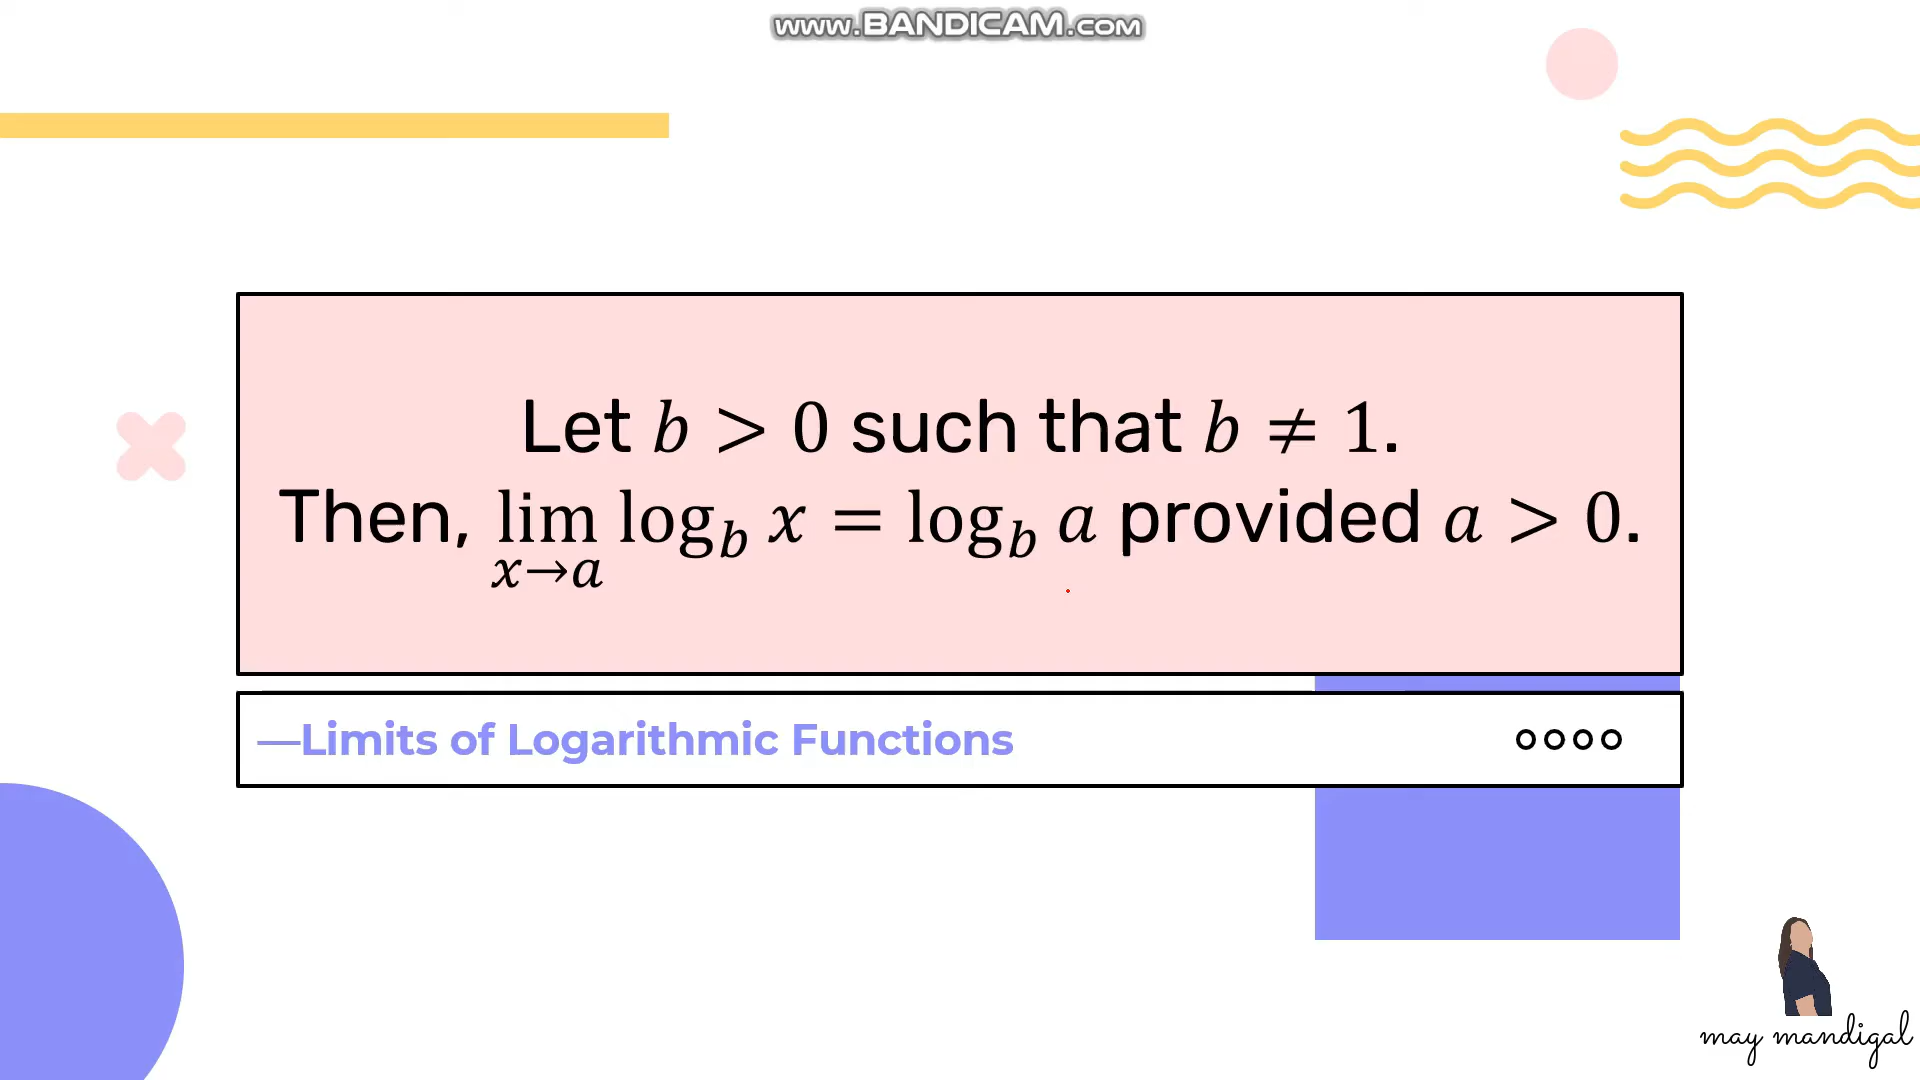 www.BANDICAM.com
Let b > 0 such that b ≠ 1.
Then, lim x→a log_b x = log_b a provided a > 0.
—Limits of Logarithmic Functions
may mandigal